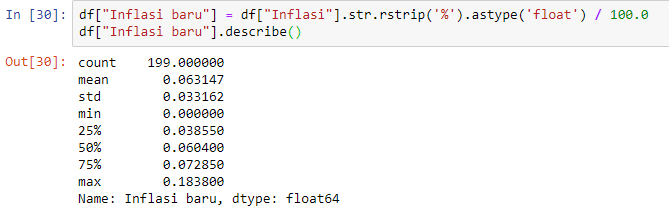 In [30]: df["Inflasi baru"] = df["Inflasi"].str.rstrip('%').astype('float') / 100.0
df["Inflasi baru"].describe()
Out[30]: count    199.000000
mean       0.063147
std        0.033162
min        0.000000
25%        0.038550
50%        0.060400
75%        0.072850
max        0.183800
Name: Inflasi baru, dtype: float64